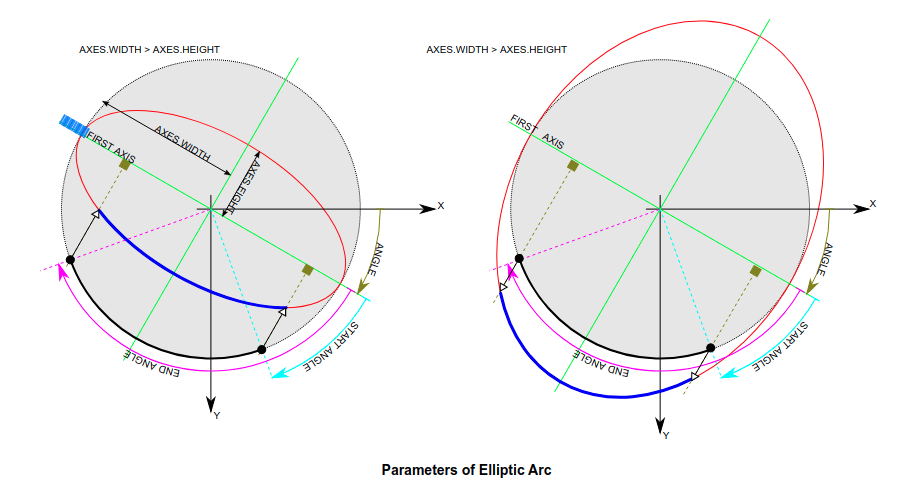 AXES.WIDTH > AXES.HEIGHT
FIRST AXIS
AXES.WIDTH
AXES.EIGHT
X
ANGLE
START ANGLE
END ANGLE
Y
AXES.WIDTH > AXES.HEIGHT
FIRST AXIS
X
ANGLE
START ANGLE
END ANGLE
Y
Parameters of Elliptic Arc